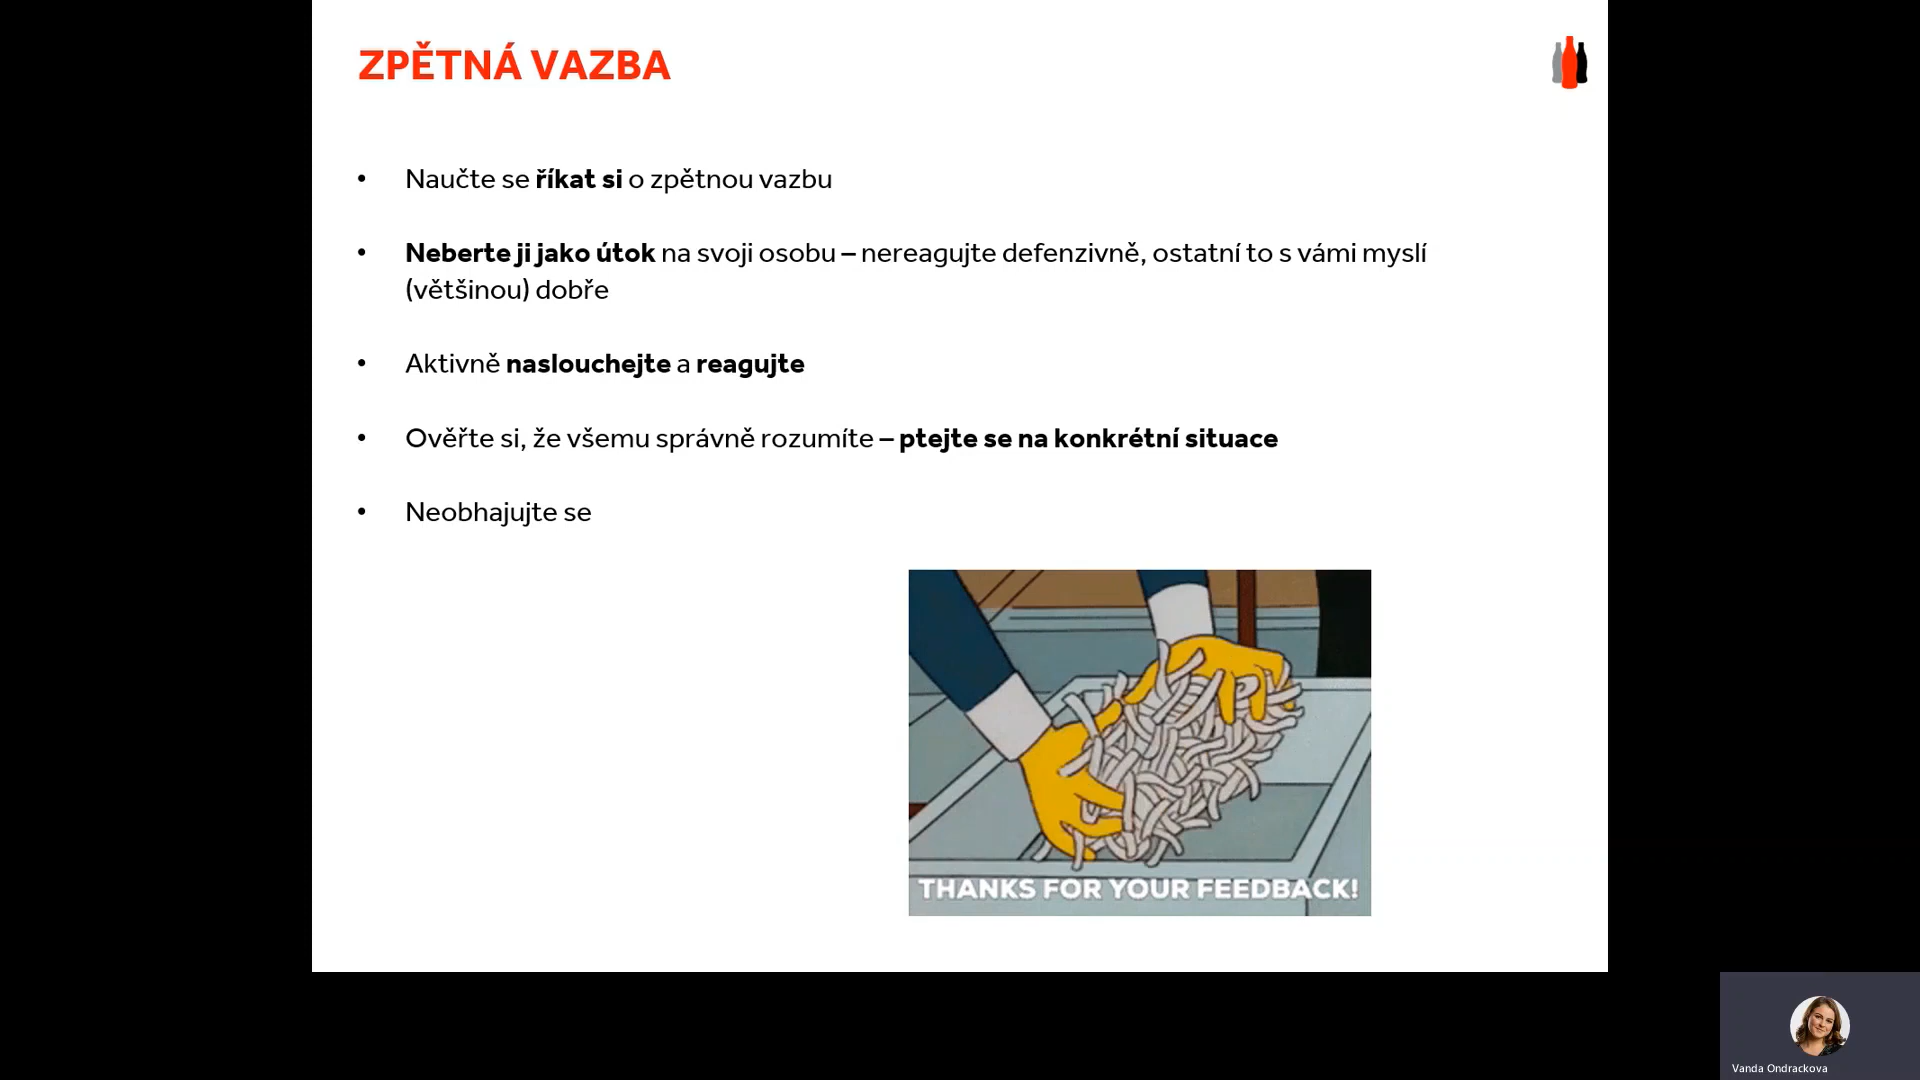 ZPĚTNÁ VAZBA
• Naučte se říkat si o zpětnou vazbu
• Neberte ji jako útok na svoji osobu – nereagujte defenzivně, ostatní to s vámi myslí
(většinou) dobře
• Aktivně naslouchejte a reagujte
• Ověřte si, že všemu správně rozumíte – ptejte se na konkrétní situace
• Neobhajujte se
THANKS FOR YOUR FEEDBACK!
Vanda Ondrackova